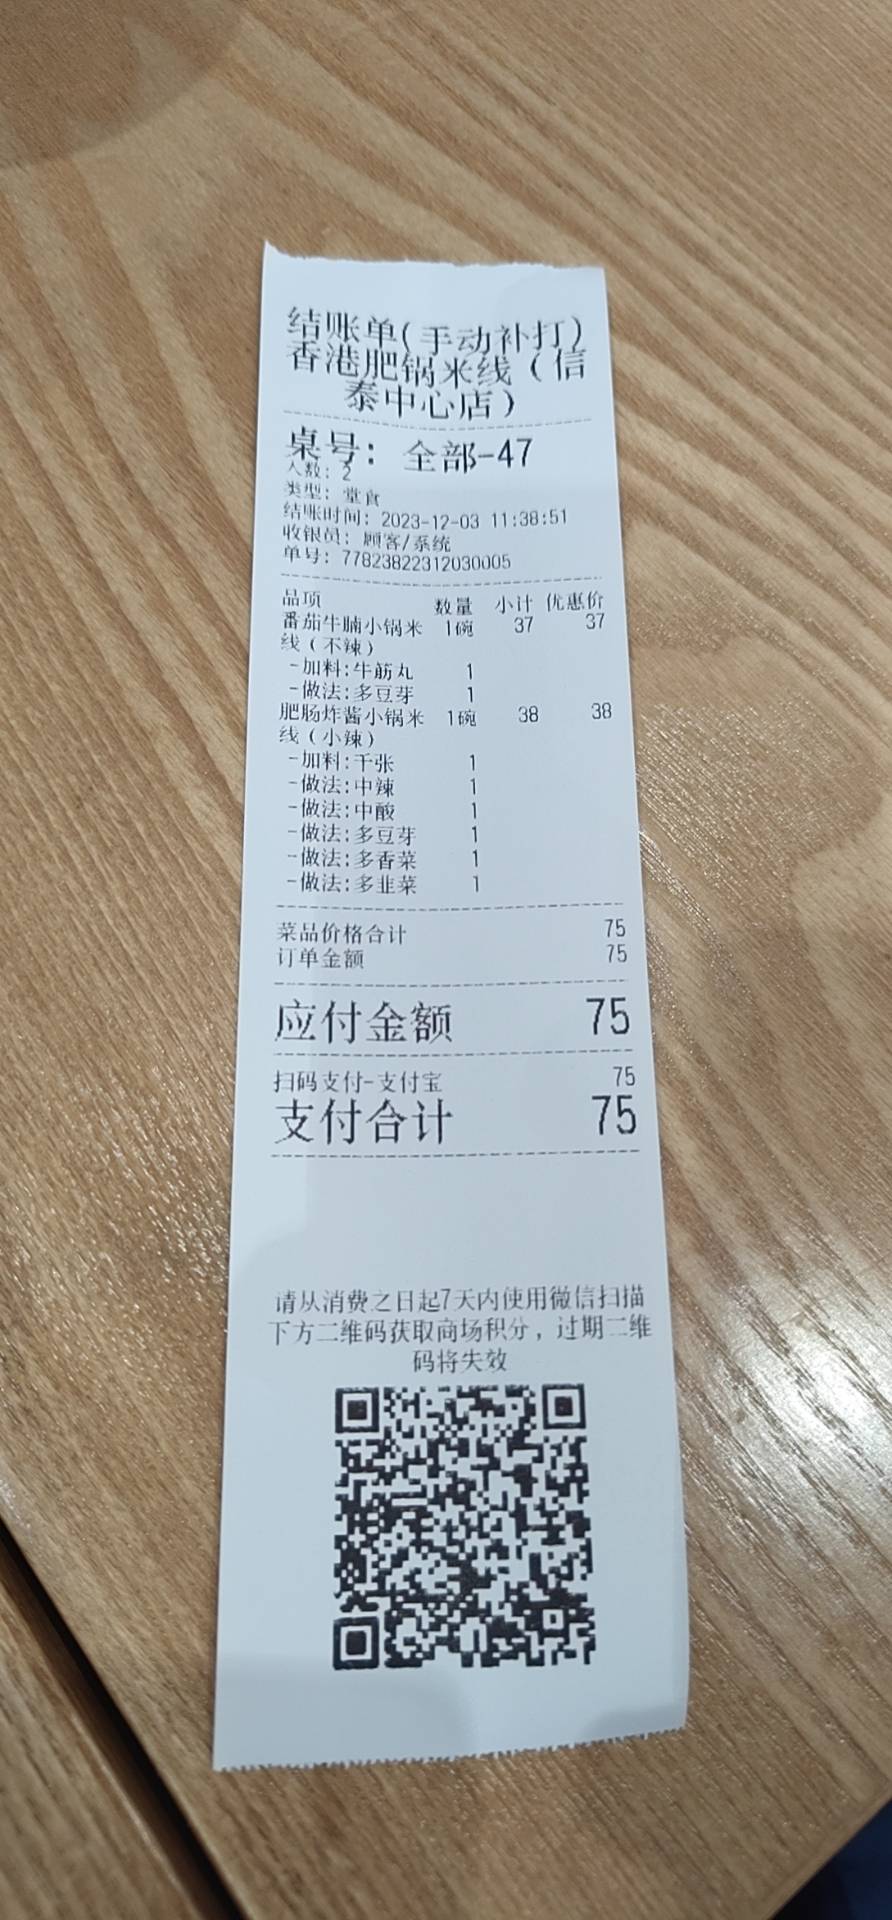 结账单(手动补打)
香港肥锅米线（信
泰中心店）
桌号: 全部-47
人数: 2
类型: 堂食
结账时间: 2023-12-03 11:38:51
收银员: 顾客/系统
单号: 77823822312030005
品项 数量 小计 优惠价
番茄牛腩小锅米 1碗 37 37
线（不辣）
-加料:牛筋丸 1
-做法:多豆芽 1
肥肠炸酱小锅米 1碗 38 38
线（小辣）
-加料:千张 1
-做法:中辣 1
-做法:中酸 1
-做法:多豆芽 1
-做法:多香菜 1
-做法:多韭菜 1
菜品价格合计 75
订单金额 75
应付金额 75
扫码支付-支付宝 75
支付合计 75
请从消费之日起7天内使用微信扫描
下方二维码获取商场积分，过期二维
码将失效